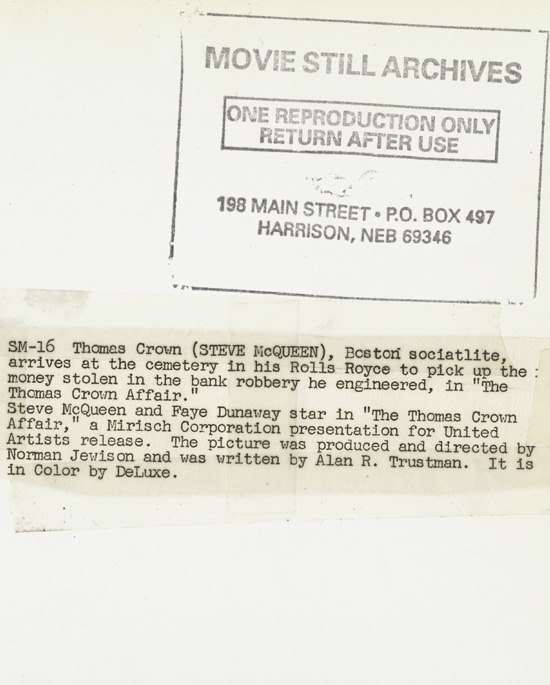 MOVIE STILL ARCHIVES
ONE REPRODUCTION ONLY
RETURN AFTER USE
198 MAIN STREET • P.O. BOX 497
HARRISON, NEB 69346
SM-16 Thomas Crown (STEVE McQUEEN), Boston sociatlite,
arrives at the cemetery in his Rolls Royce to pick up the :
money stolen in the bank robbery he engineered, in "The
Thomas Crown Affair."
Steve McQueen and Faye Dunaway star in "The Thomas Crown
Affair," a Mirisch Corporation presentation for United
Artists release. The picture was produced and directed by
Norman Jewison and was written by Alan R. Trustman. It is
in Color by DeLuxe.